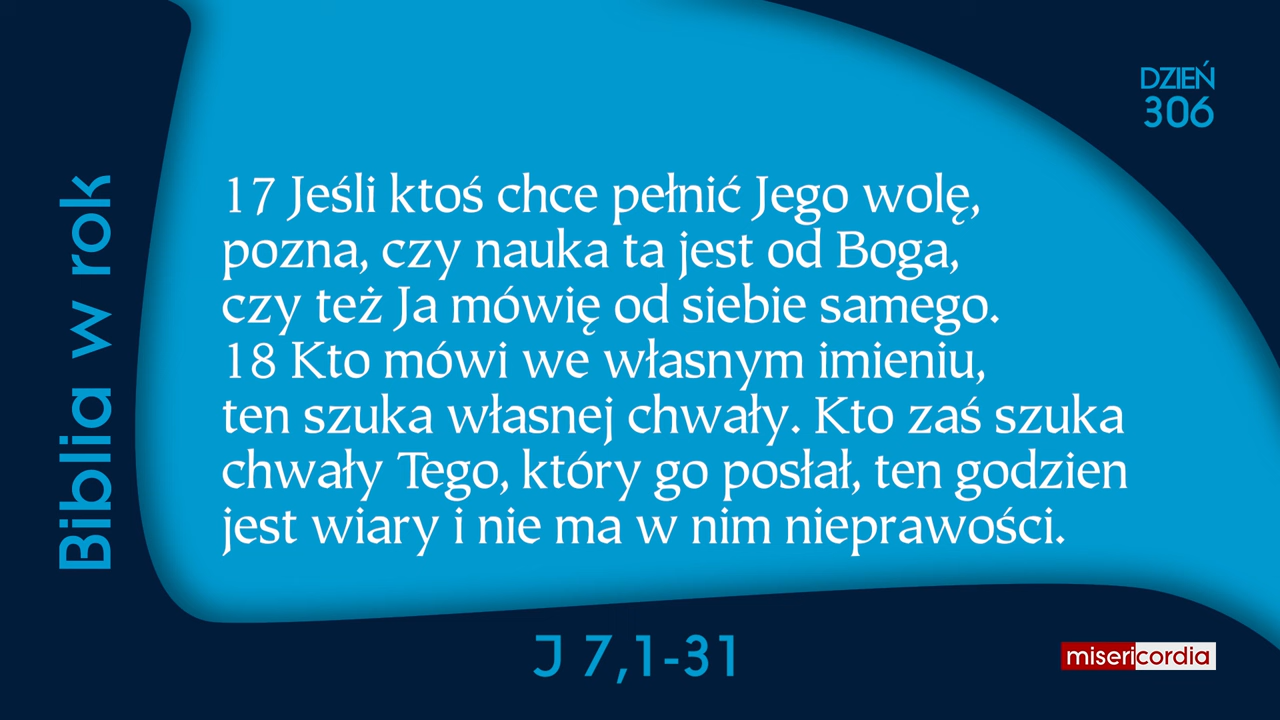 DZIEŃ
306
Biblia w rok
17 Jeśli ktoś chce pełnić Jego wolę,
pozna, czy nauka ta jest od Boga,
czy też Ja mówię od siebie samego.
18 Kto mówi we własnym imieniu,
ten szuka własnej chwały. Kto zaś szuka
chwały Tego, który go posłał, ten godzien
jest wiary i nie ma w nim nieprawości.
J 7,1-31
misericordia